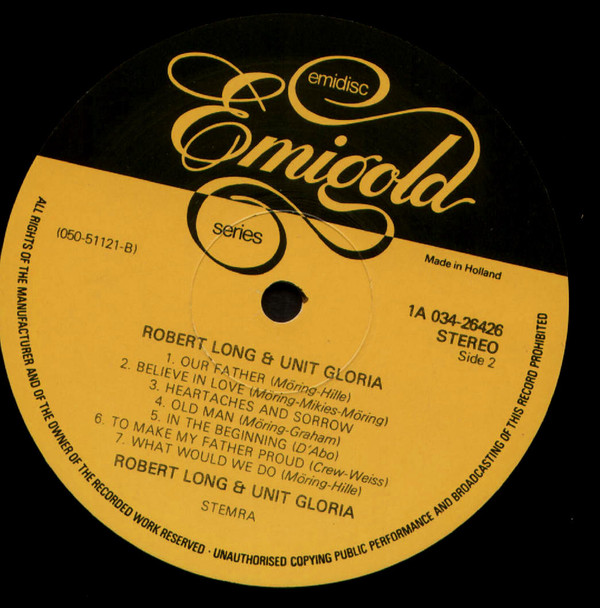 emidisc
Emigold
series
(050-51121-B)
Made in Holland
1A 034-26426
STEREO
Side 2
ROBERT LONG & UNIT GLORIA
1. OUR FATHER (Möring-Hille)
2. BELIEVE IN LOVE (Möring-Mikies-Möring)
3. HEARTACHES AND SORROW
4. OLD MAN (Möring-Graham)
5. IN THE BEGINNING (D'Abo)
6. TO MAKE MY FATHER PROUD (Crew-Weiss)
7. WHAT WOULD WE DO (Möring-Hille)
ROBERT LONG & UNIT GLORIA
STEMRA
ALL RIGHTS OF THE MANUFACTURER AND OF THE OWNER OF THE RECORDED WORK RESERVED · UNAUTHORISED COPYING PUBLIC PERFORMANCE AND BROADCASTING OF THIS RECORD PROHIBITED